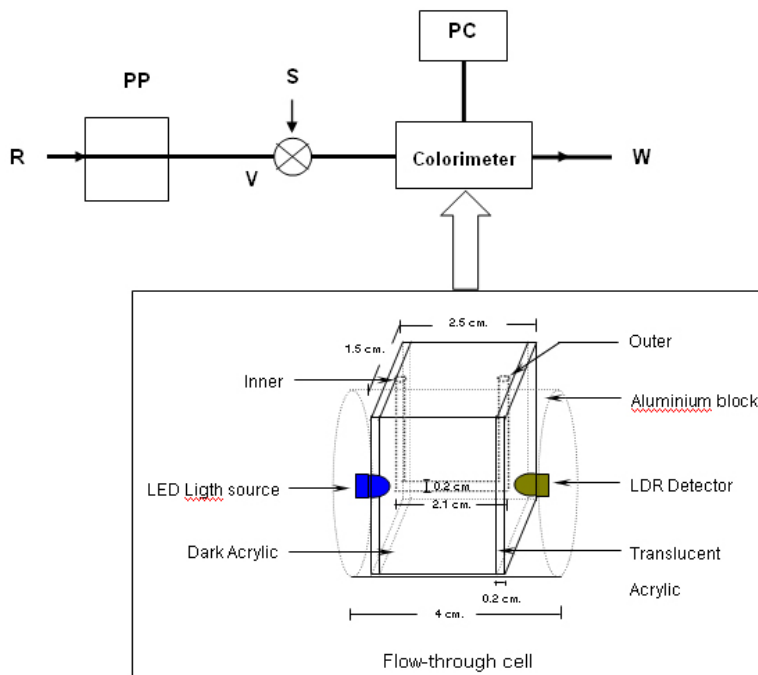 PC
PP
S
R
V
Colorimeter
W
2.5 cm.
1.5 cm.
Outer
Inner
Aluminium block
LED Ligth source
0.2 cm
LDR Detector
2.1 cm.
Dark Acrylic
Translucent
Acrylic
0.2 cm.
4 cm.
Flow-through cell